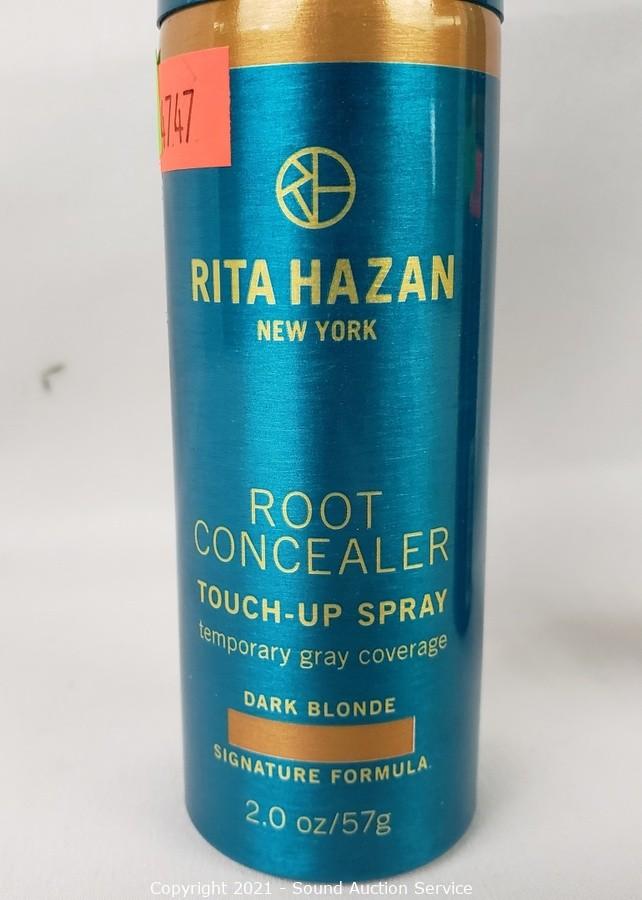 4747
RITA HAZAN
NEW YORK
ROOT
CONCEALER
TOUCH-UP SPRAY
temporary gray coverage
DARK BLONDE
SIGNATURE FORMULA
2.0 oz/57g
Copyright 2021 - Sound Auction Service